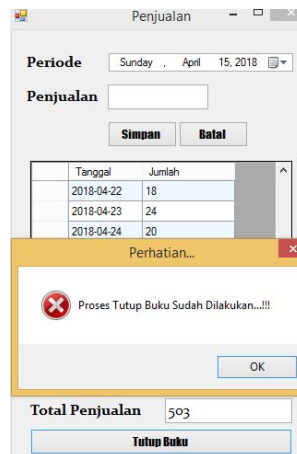 Penjualan
Periode Sunday , April 15, 2018
Penjualan
Simpan Batal
Tanggal Jumlah
2018-04-22 18
2018-04-23 24
2018-04-24 20
Perhatian...
Proses Tutup Buku Sudah Dilakukan...!!!
OK
Total Penjualan 503
Tutup Buku